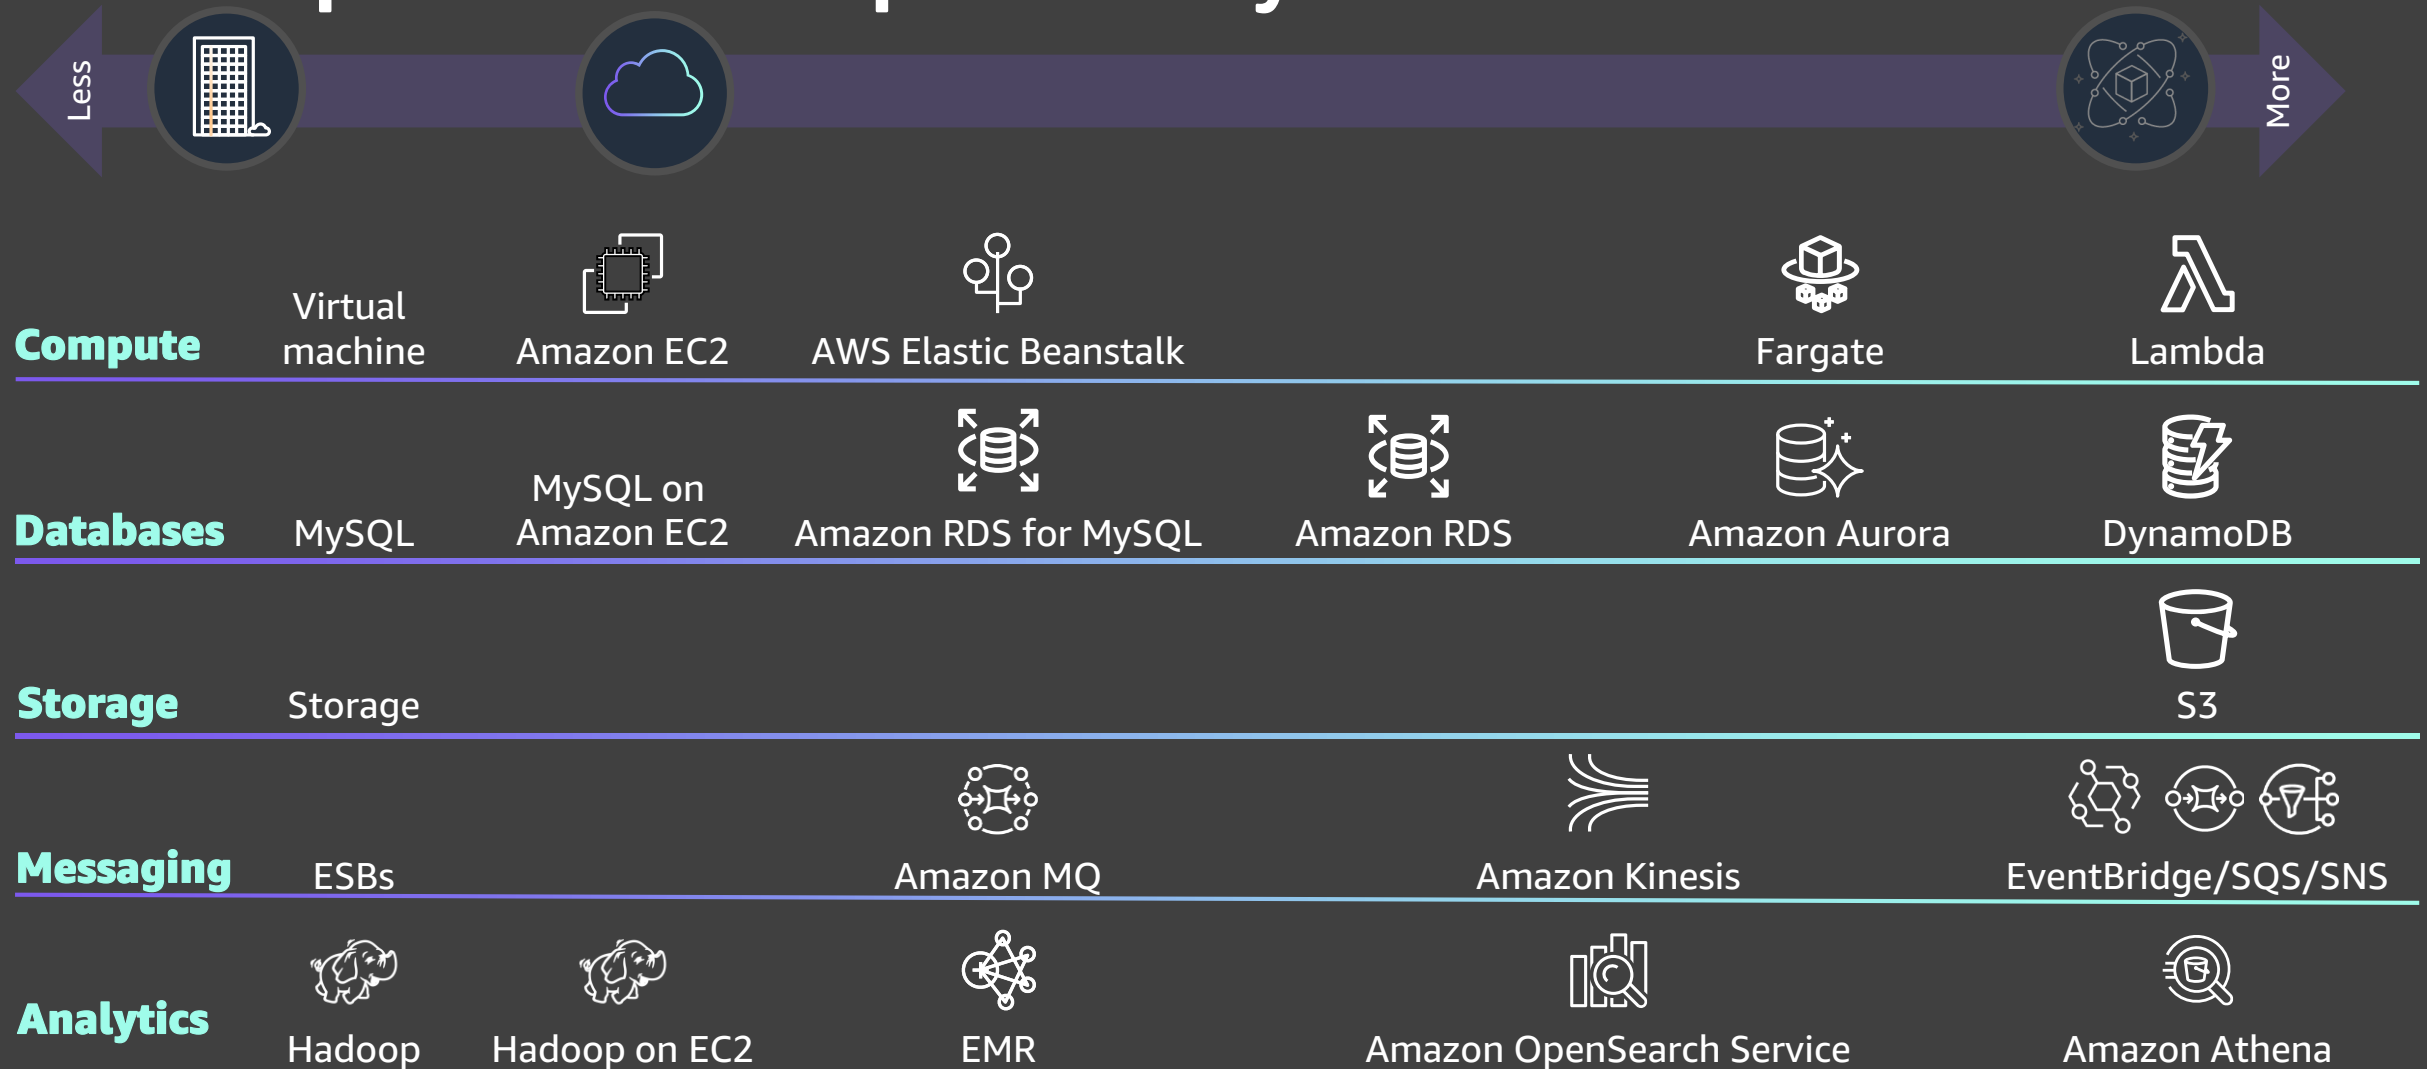 Less
More
Compute
Virtual
machine
Amazon EC2
AWS Elastic Beanstalk
Fargate
Lambda
Databases
MySQL
MySQL on
Amazon EC2
Amazon RDS for MySQL
Amazon RDS
Amazon Aurora
DynamoDB
Storage
Storage
S3
Messaging
ESBs
Amazon MQ
Amazon Kinesis
EventBridge/SQS/SNS
Analytics
Hadoop
Hadoop on EC2
EMR
Amazon OpenSearch Service
Amazon Athena